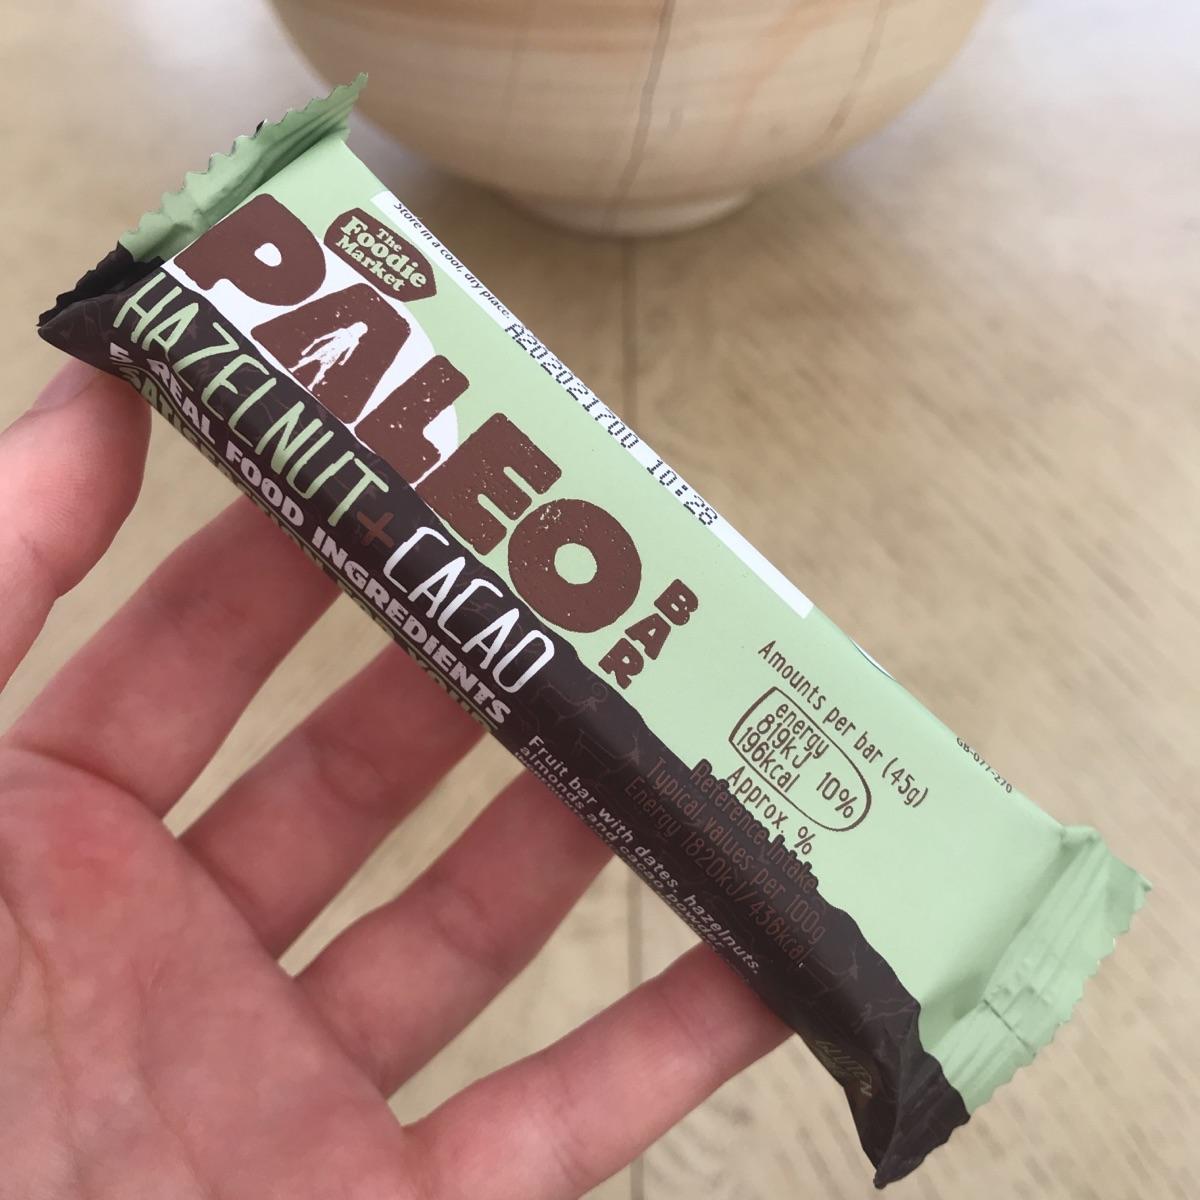 The
Foodie
Market
Store in a cool, dry place.
A202021700 10:28
PALEO
BAR
HAZELNUT + CACAO
5 REAL FOOD INGREDIENTS
Amounts per bar (45g)
energy
819kJ
196kcal 10%
Approx. %
Reference Intake
Typical values per 100g
Energy 1820kJ/436kcal
Fruit bar with dates, hazelnuts,
almonds and cacao powder
GLUTEN